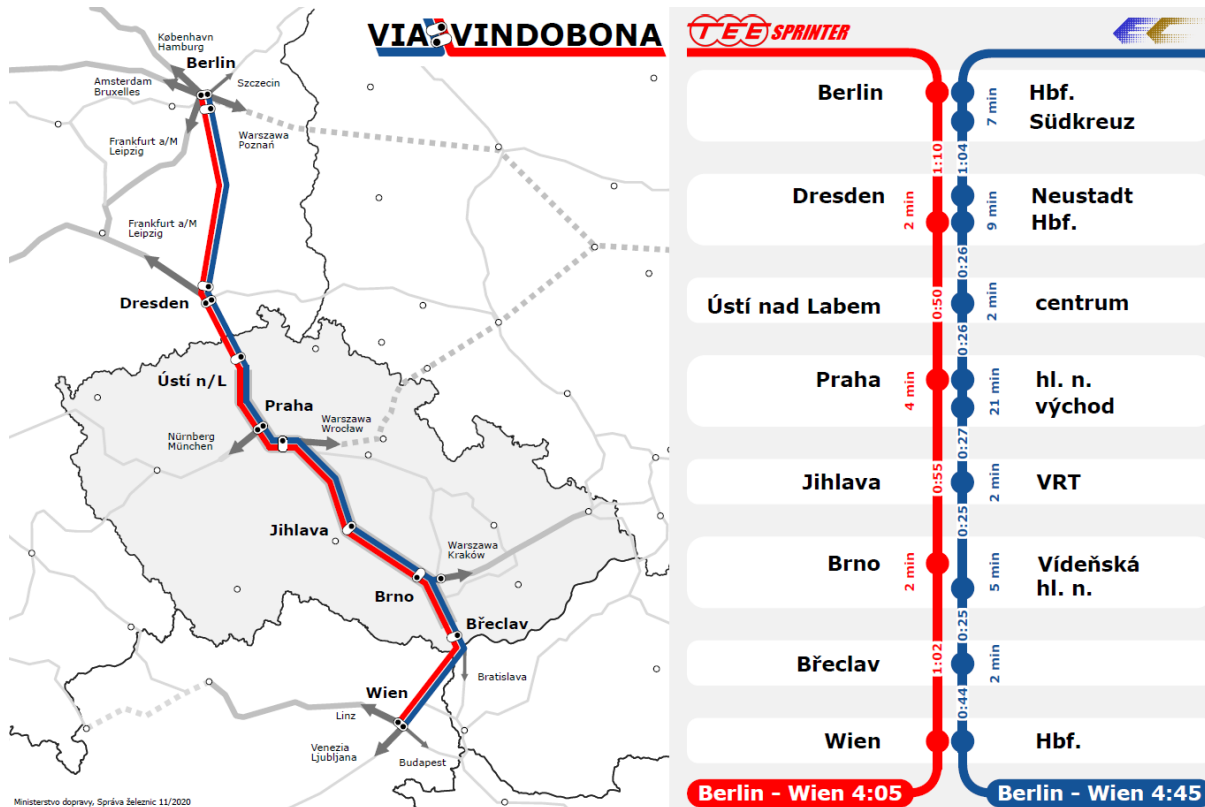 VIA VINDOBONA
København
Hamburg
Berlin
Amsterdam
Bruxelles
Szczecin
Frankfurt a/M
Leipzig
Warszawa
Poznań
Frankfurt a/M
Leipzig
Dresden
Ústí n/L
Praha
Nürnberg
München
Warszawa
Wrocław
Jihlava
Warszawa
Kraków
Brno
Břeclav
Bratislava
Wien
Linz
Venezia
Ljubljana
Budapest
Ministerstvo dopravy, Správa železnic 11/2020
TEE SPRINTER
EC
Berlin
Hbf.
7 min
Südkreuz
1:10
1:04
Dresden
2 min
Neustadt
9 min
Hbf.
0:26
Ústí nad Labem
0:50
2 min
centrum
0:26
Praha
4 min
hl. n.
21 min
východ
0:27
Jihlava
0:55
2 min
VRT
0:25
Brno
2 min
Vídeňská
5 min
hl. n.
0:25
Břeclav
1:02
2 min
0:44
Wien
Hbf.
Berlin - Wien 4:05
Berlin - Wien 4:45